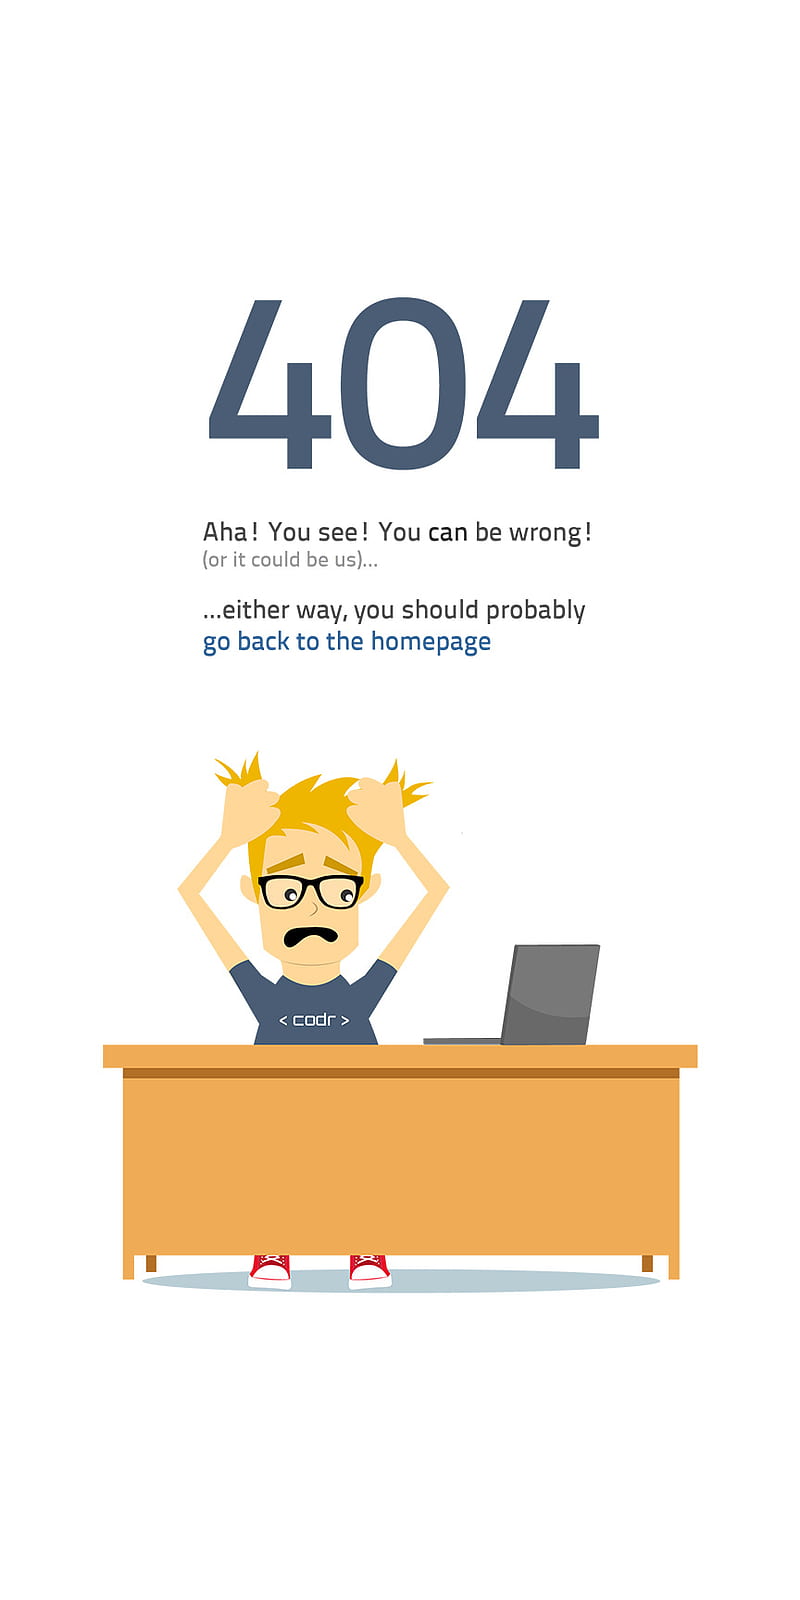 404
Aha! You see! You can be wrong!
(or it could be us)...
...either way, you should probably
go back to the homepage
< codr >